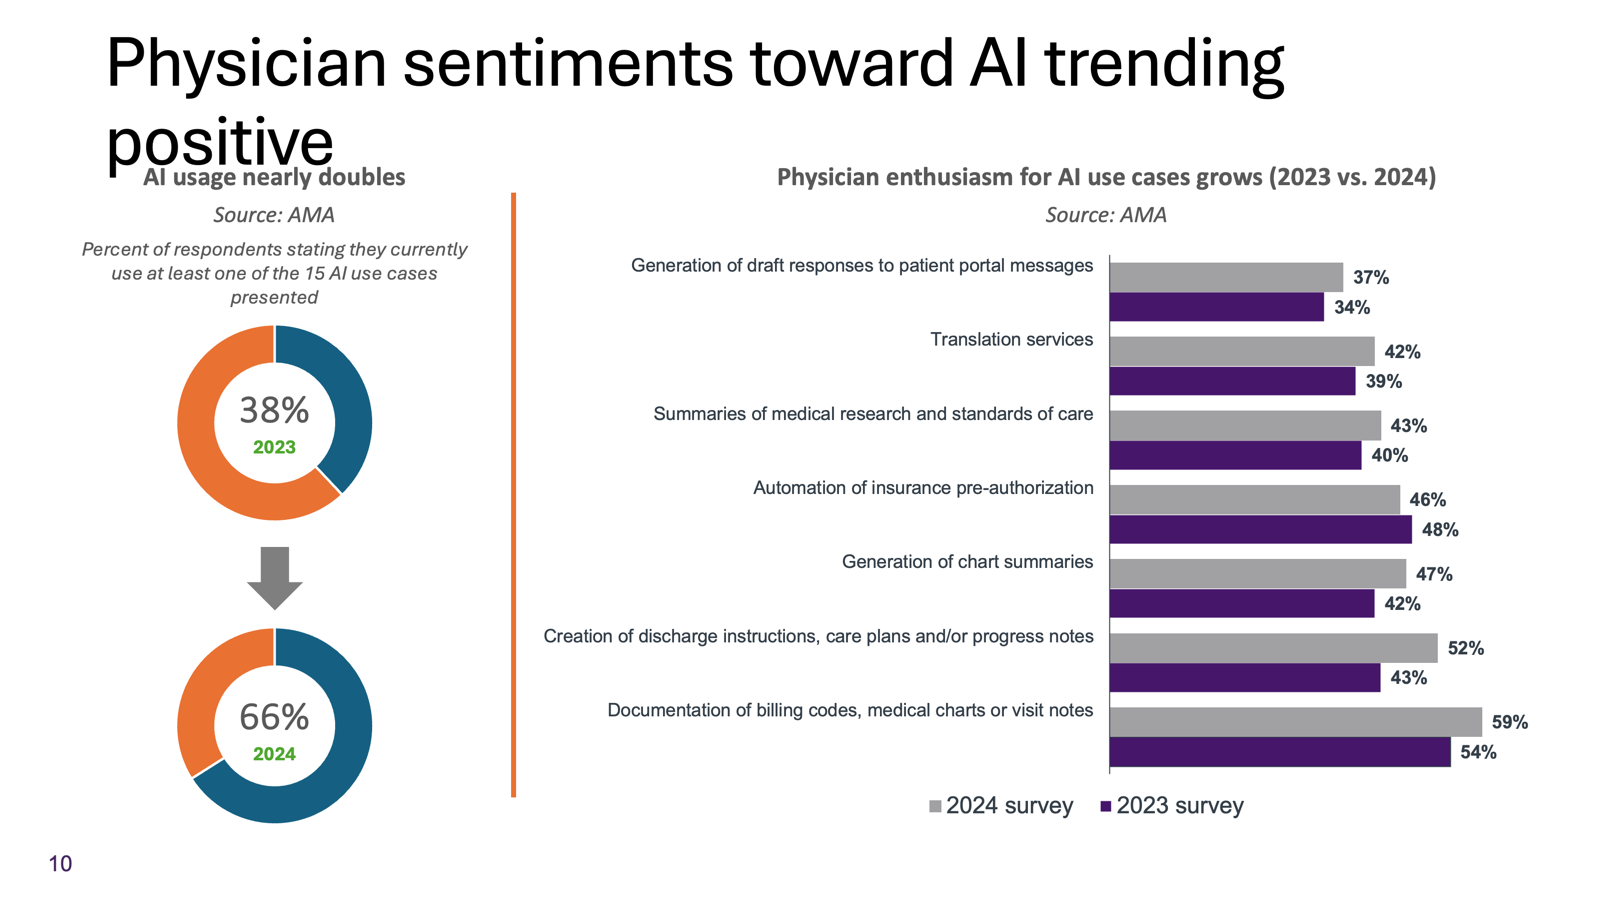 Physician sentiments toward AI trending
positive
AI usage nearly doubles
Source: AMA
Percent of respondents stating they currently
use at least one of the 15 AI use cases
presented
38%
2023
66%
2024
Physician enthusiasm for AI use cases grows (2023 vs. 2024)
Source: AMA
Generation of draft responses to patient portal messages
37%
34%
Translation services
42%
39%
Summaries of medical research and standards of care
43%
40%
Automation of insurance pre-authorization
46%
48%
Generation of chart summaries
47%
42%
Creation of discharge instructions, care plans and/or progress notes
52%
43%
Documentation of billing codes, medical charts or visit notes
59%
54%
2024 survey
2023 survey
10